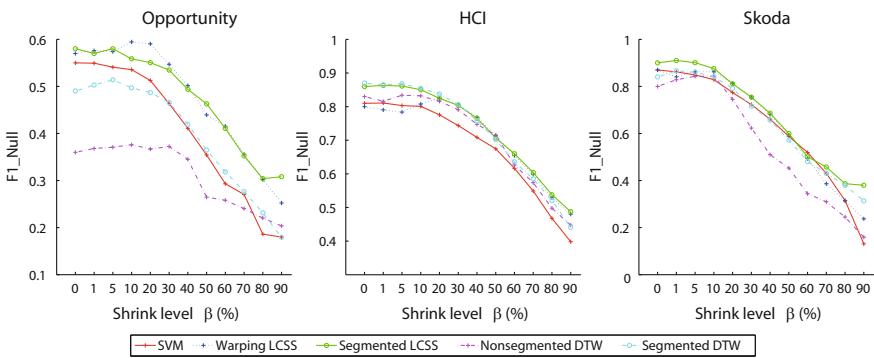 Opportunity
HCI
Skoda
F1_Null
0.6
0.5
0.4
0.3
0.2
0.1
0 1 5 10 20 30 40 50 60 70 80 90
Shrink level β (%)
F1_Null
1
0.9
0.8
0.7
0.6
0.5
0.4
0 1 5 10 20 30 40 50 60 70 80 90
Shrink level β (%)
F1_Null
1
0.8
0.6
0.4
0.2
0
0 1 5 10 20 30 40 50 60 70 80 90
Shrink level β (%)
SVM Warping LCSS Segmented LCSS Nonsegmented DTW Segmented DTW